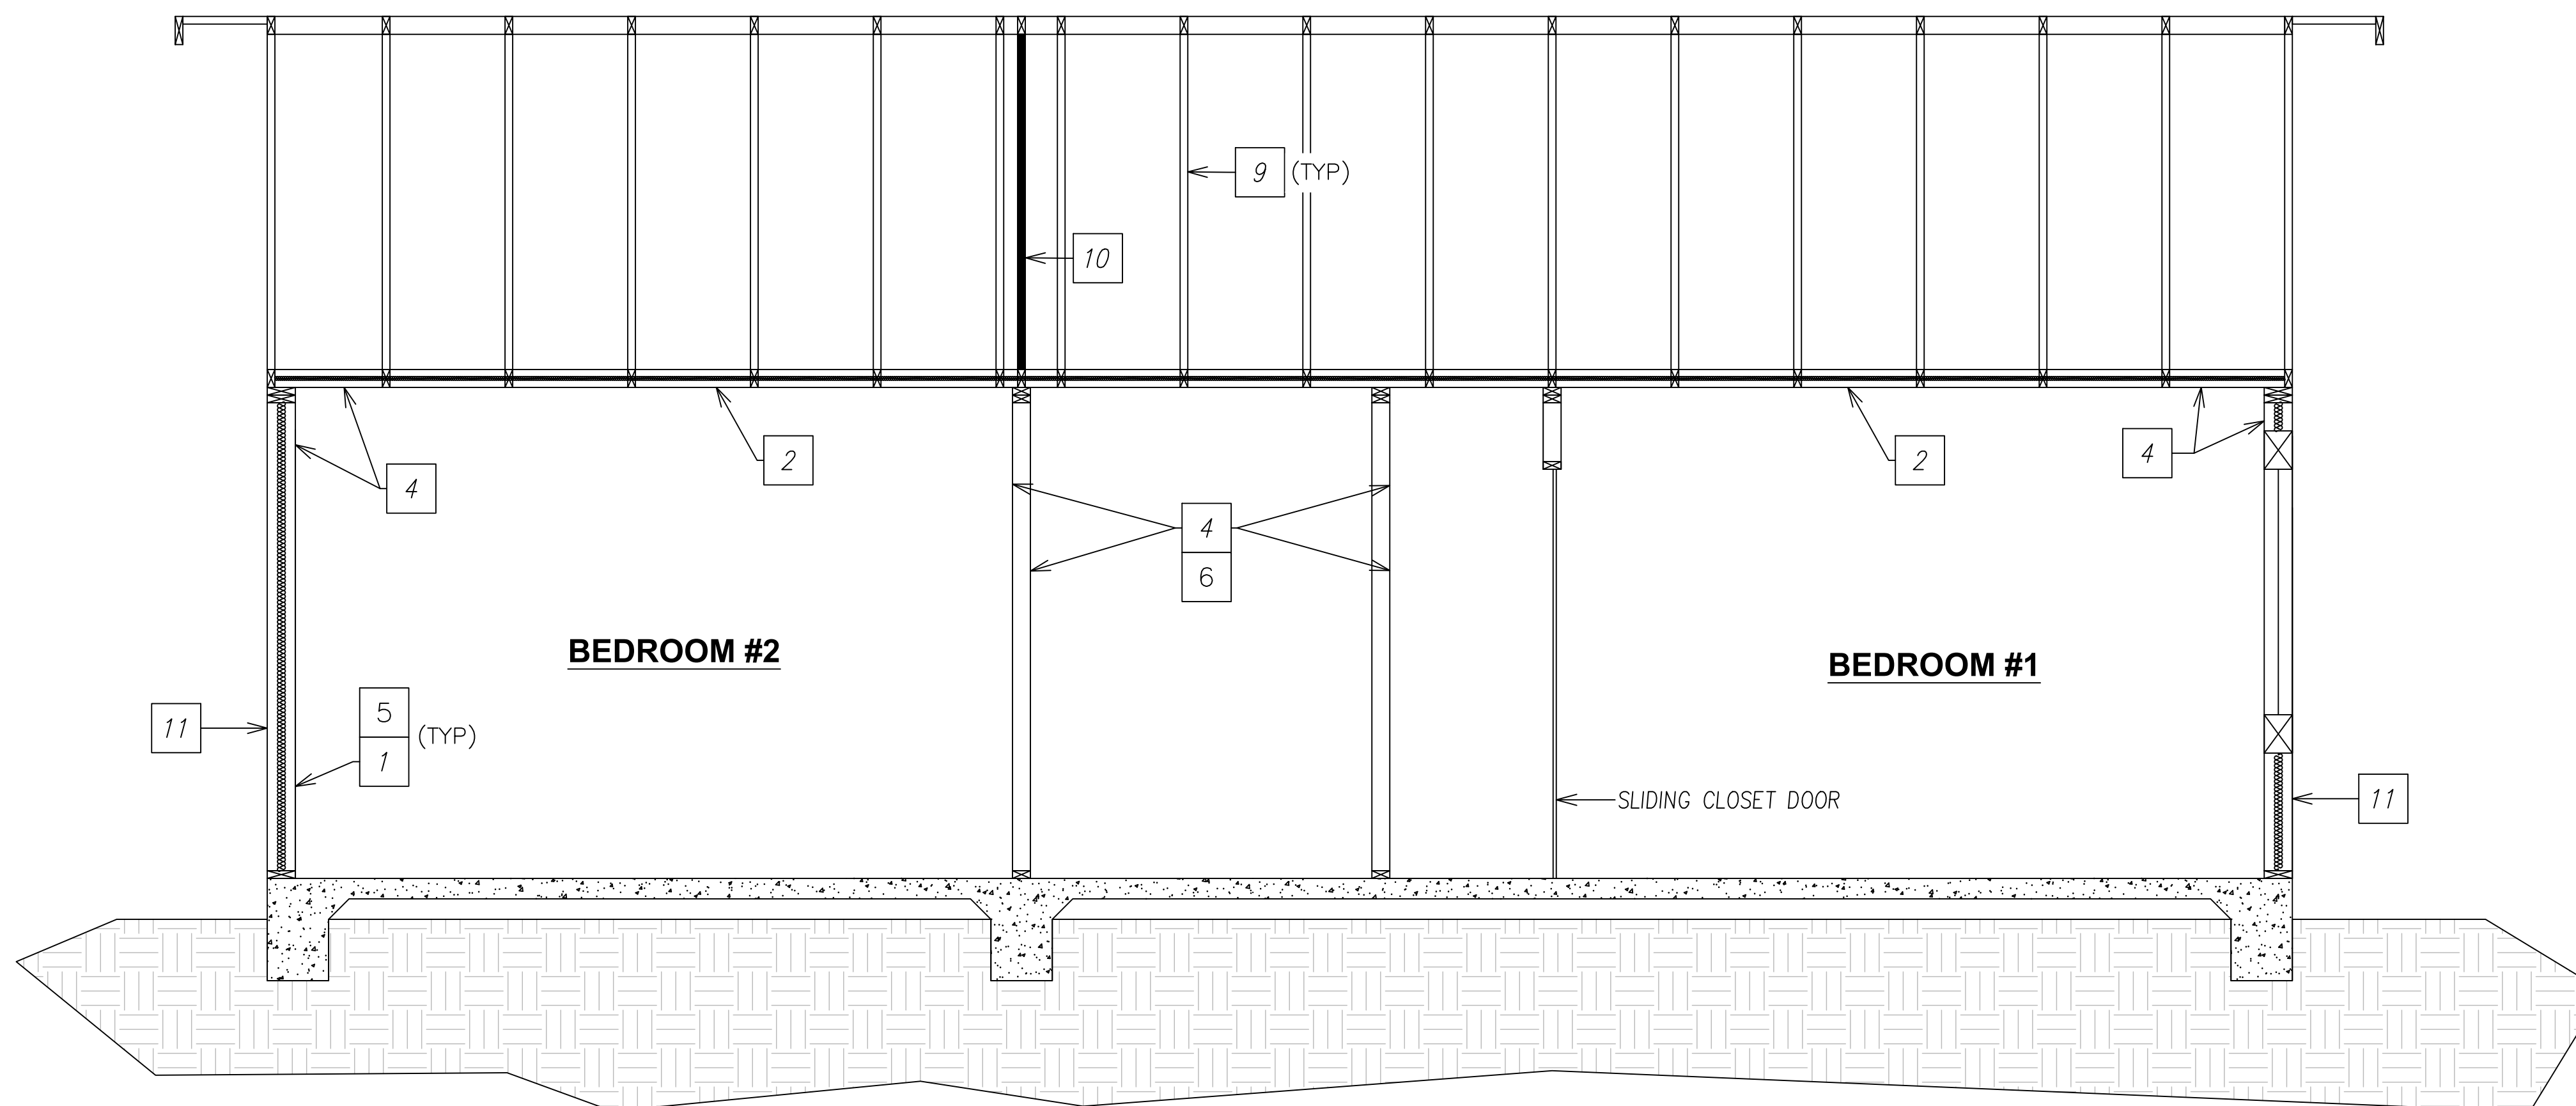 9 (TYP)
10
4
2
2
4
4
6
BEDROOM #2
BEDROOM #1
11
5
1
(TYP)
SLIDING CLOSET DOOR
11